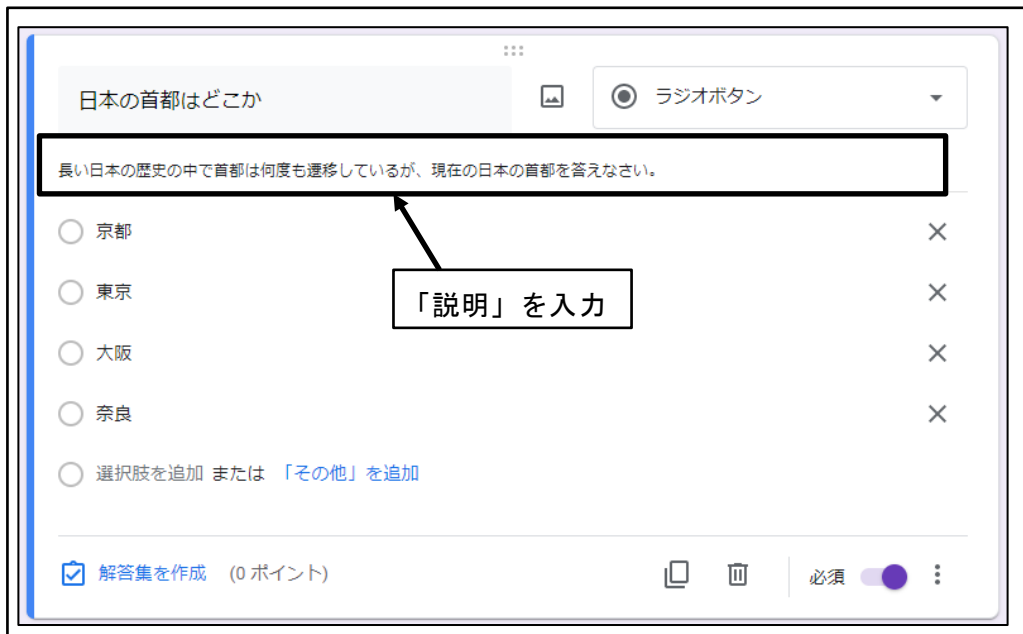 日本の首都はどこか
ラジオボタン
長い日本の歴史の中で首都は何度も遷移しているが、現在の日本の首都を答えなさい。
京都
東京
「説明」を入力
大阪
奈良
選択肢を追加 または 「その他」を追加
解答集を作成 (0 ポイント) 必須